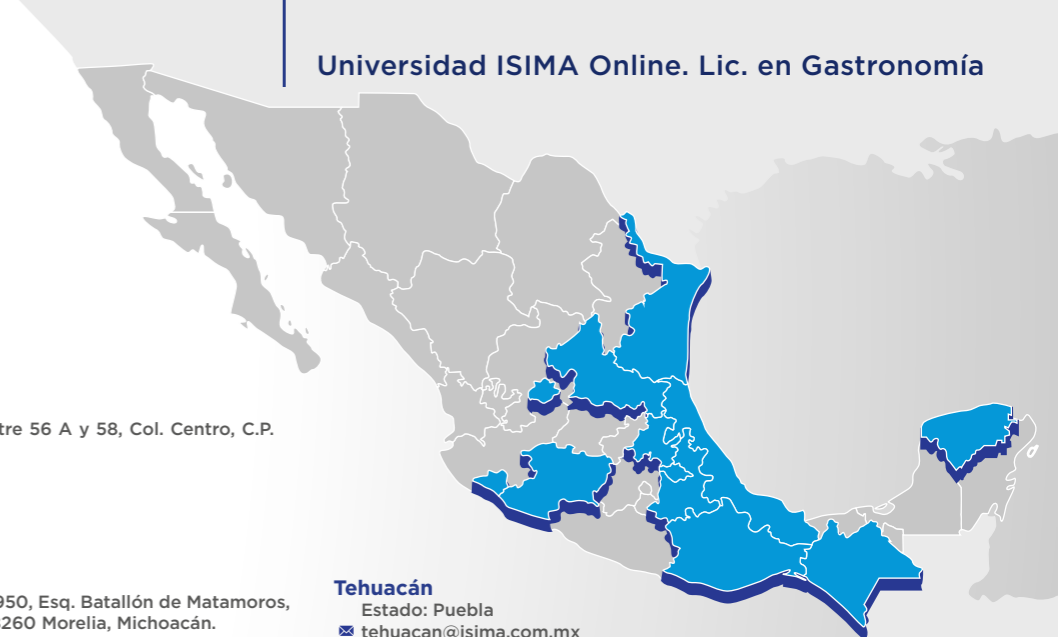 Universidad ISIMA Online. Lic. en Gastronomía
tre 56 A y 58, Col. Centro, C.P.
950, Esq. Batallón de Matamoros,
260 Morelia, Michoacán.
Tehuacán
Estado: Puebla
tehuacan@isima.com.mx